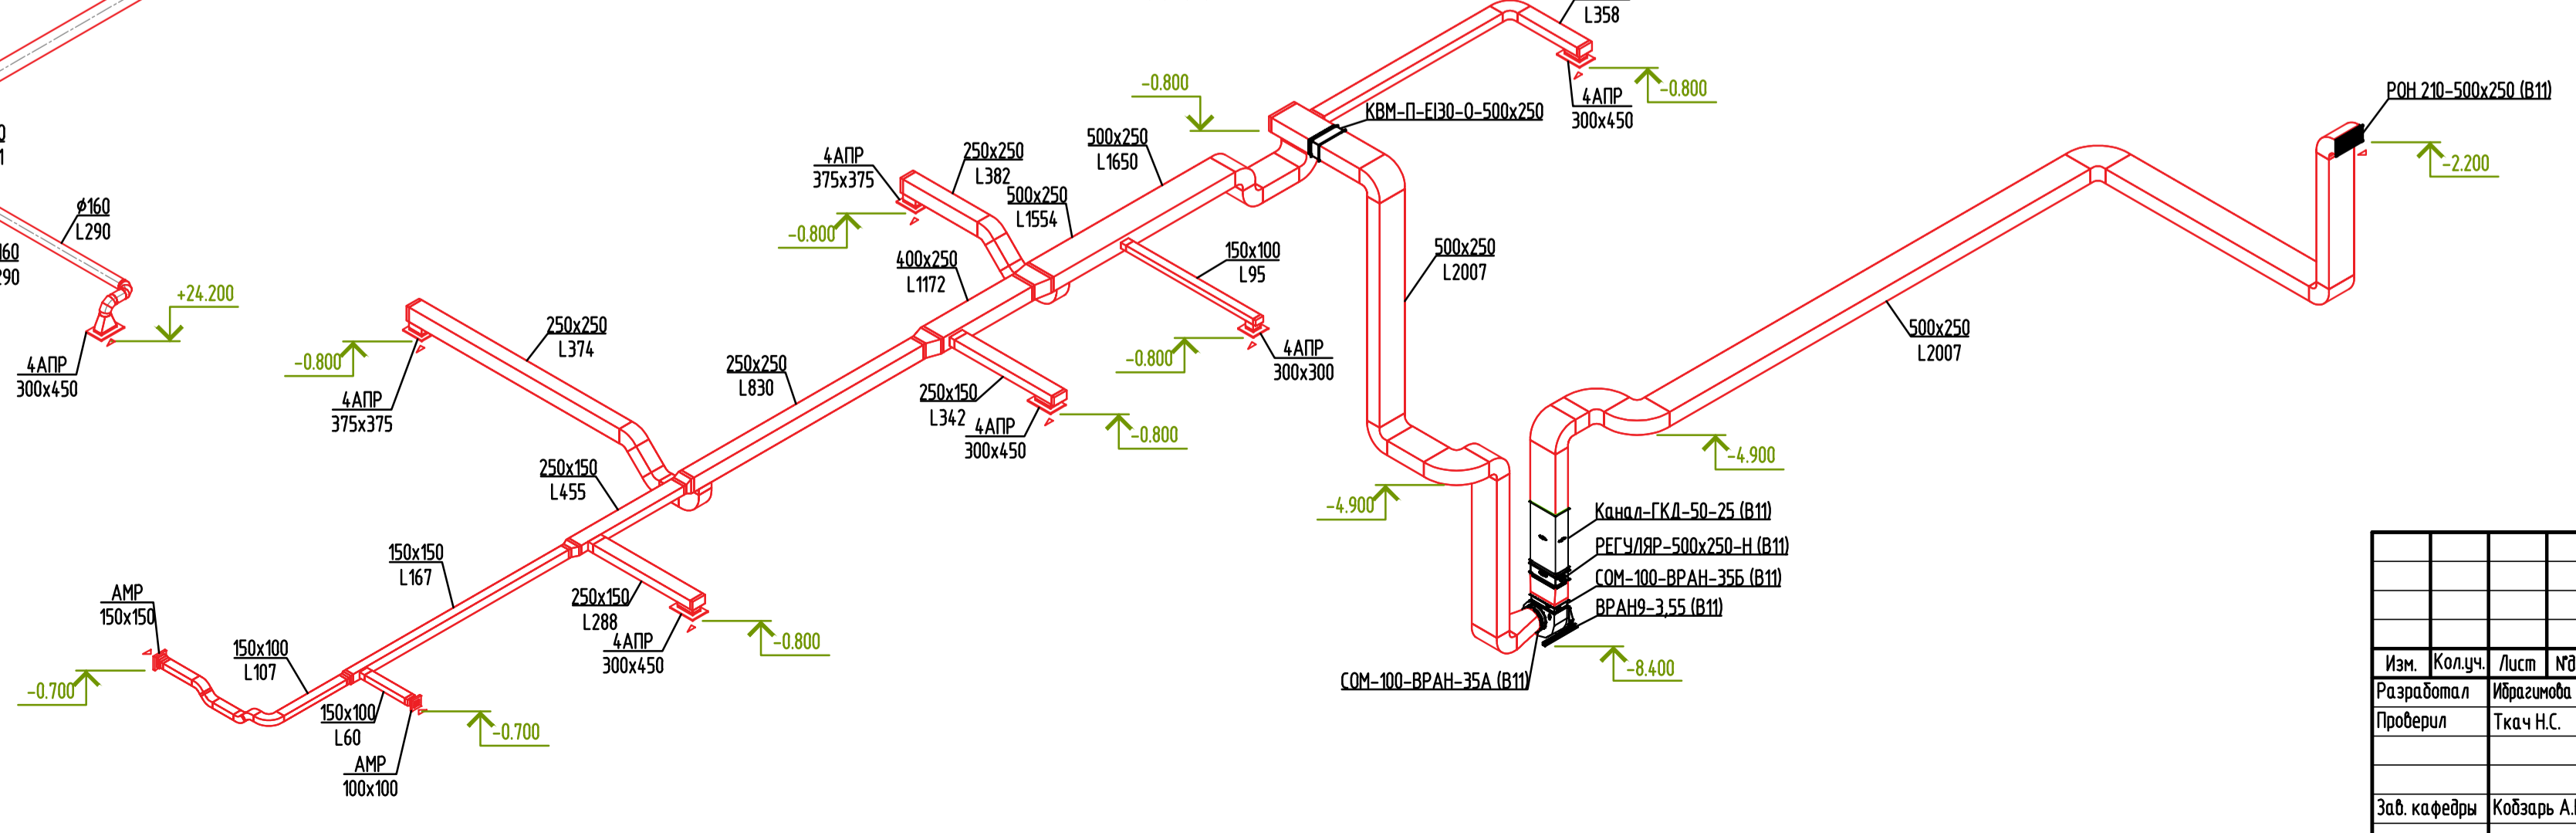 L358
4АПР
300x450
-0.800
-0.800
КВМ-П-EI30-О-500x250
РОН 210-500x250 (В11)
-2.200
500x250
L1650
250x250
L382
500x250
L1554
4АПР
375x375
-0.800
400x250
L1172
150x100
L95
-0.800
4АПР
300x300
500x250
L2007
500x250
L2007
ϕ160
L290
+24.200
4АПР
300x450
250x250
L374
-0.800
4АПР
375x375
250x250
L830
250x150
L342
4АПР
300x450
-0.800
250x150
L455
-4.900
-4.900
Канал-ГКД-50-25 (В11)
РЕГУЛЯР-500x250-Н (В11)
СОМ-100-ВРАН-35Б (В11)
ВРАН9-3,55 (В11)
СОМ-100-ВРАН-35А (В11)
-8.400
150x150
L167
250x150
L288
4АПР
300x450
-0.800
АМР
150x150
-0.700
150x100
L107
150x100
L60
АМР
100x100
-0.700
Изм. Кол.уч. Лист
Разработал Ибрагимова
Проверил Ткач Н.С.
Зав. кафедры Кобзарь